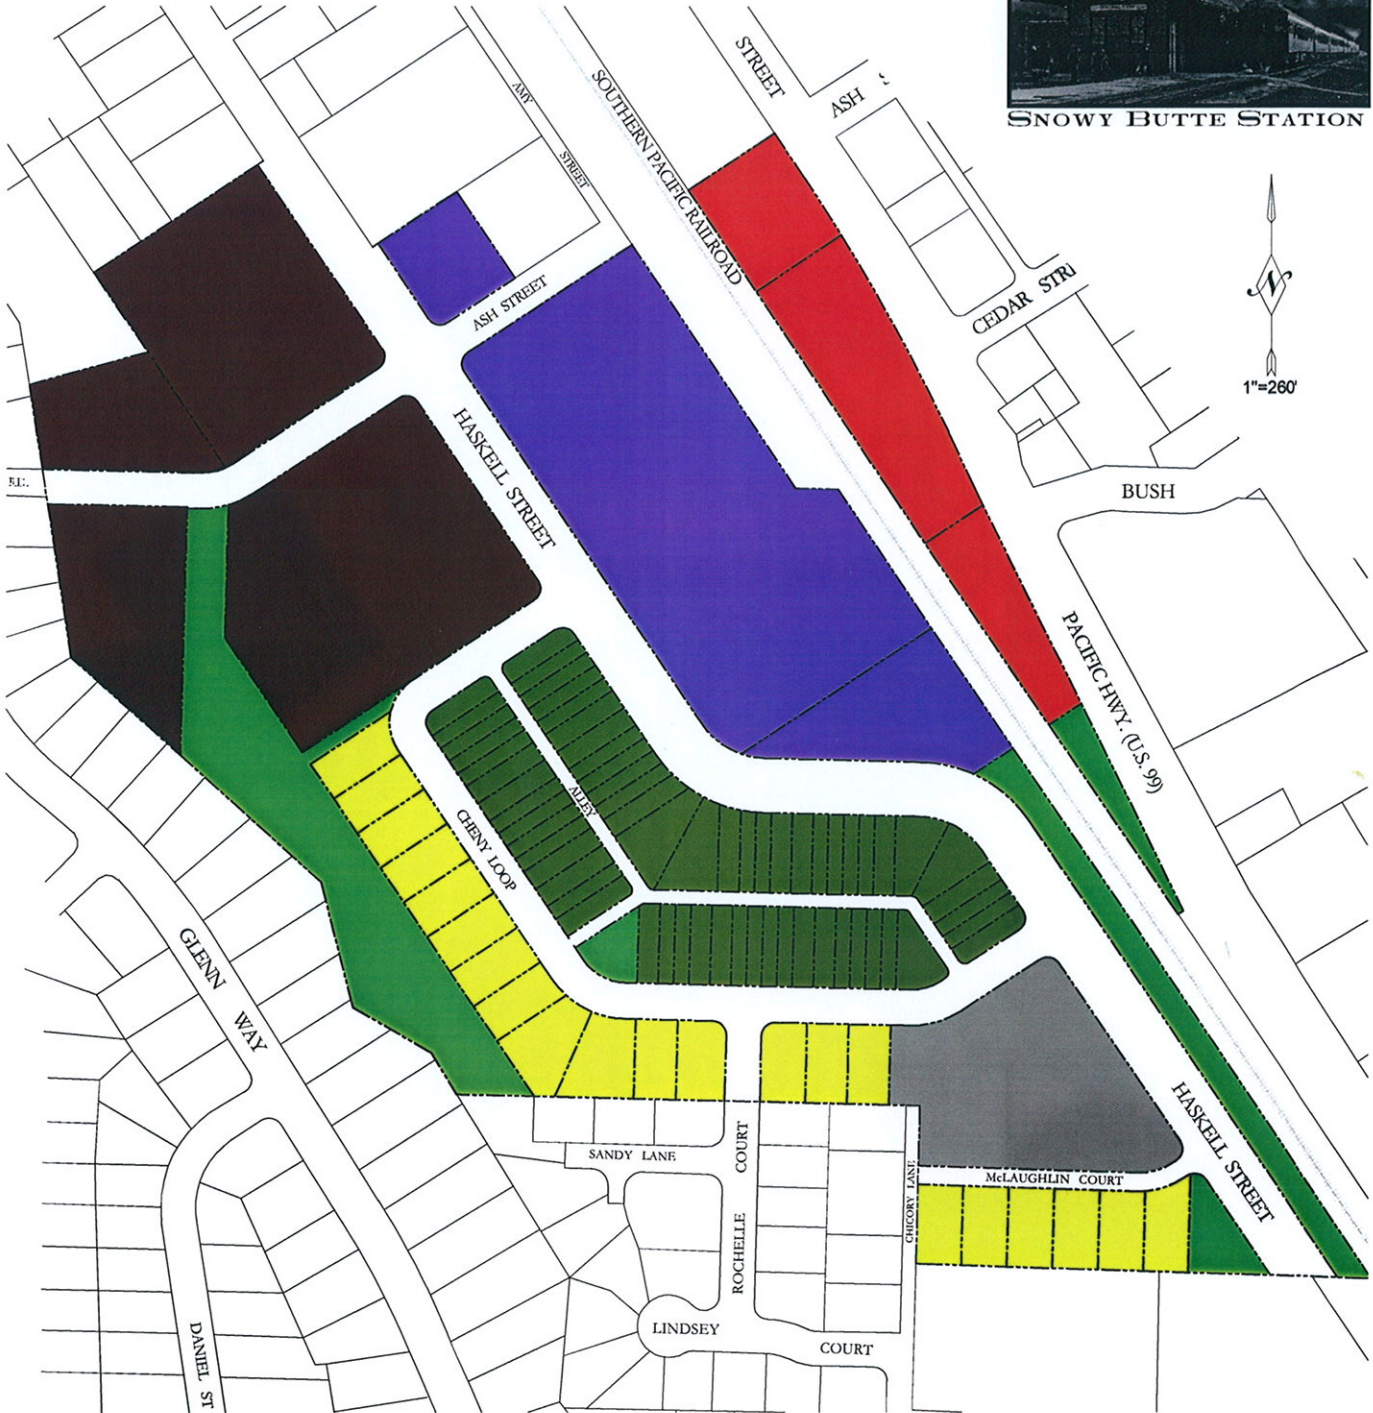 STREET
ASH
SNOWY BUTTE STATION
AMY
STREET
SOUTHERN PACIFIC RAILROAD
N
1"=260'
CEDAR STR
ASH STREET
HASKELL STREET
BUSH
PACIFIC HWY. (U.S. 99)
ALLEY
CHENY LOOP
GLENN WAY
HASKELL STREET
SANDY LANE
COURT
McLAUGHLIN COURT
CHICORY LANE
ROCHELLE
LINDSEY
COURT
DANIEL ST